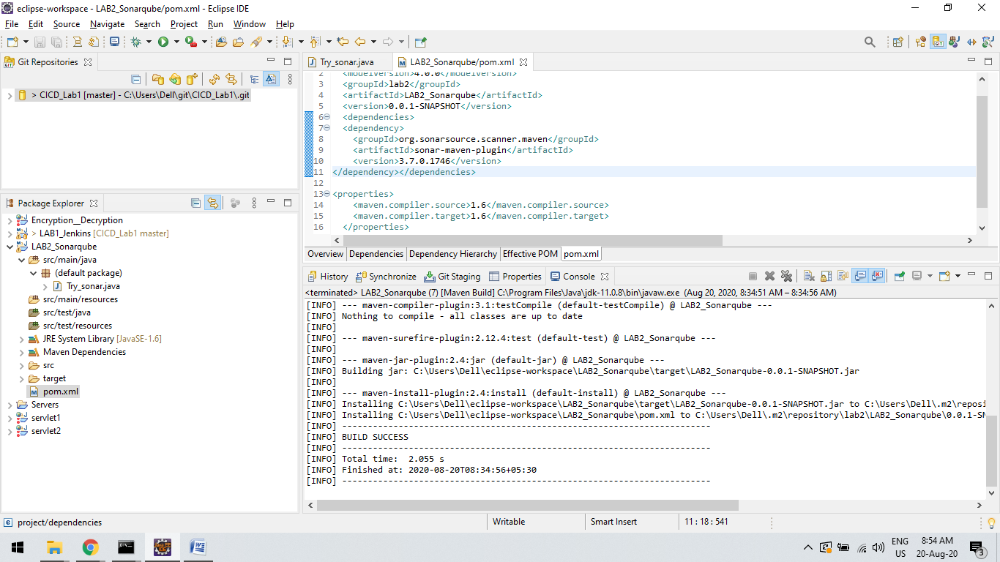 eclipse-workspace - LAB2_Sonarqube/pom.xml - Eclipse IDE
File Edit Source Navigate Search Project Run Window Help
Git Repositories
> CICD_Lab1 [master] - C:\Users\Dell\git\CICD_Lab1\.git
Package Explorer
Encryption__Decryption
> LAB1_Jenkins [CICD_Lab1 master]
LAB2_Sonarqube
src/main/java
(default package)
Try_sonar.java
src/main/resources
src/test/java
src/test/resources
JRE System Library [JavaSE-1.6]
Maven Dependencies
src
target
pom.xml
Servers
servlet1
servlet2
Try_sonar.java LAB2_Sonarqube/pom.xml
2 <modelVersion>4.0.0</modelVersion>
3 <groupId>lab2</groupId>
4 <artifactId>LAB2_Sonarqube</artifactId>
5 <version>0.0.1-SNAPSHOT</version>
6 <dependencies>
7 <dependency>
8 <groupId>org.sonarsource.scanner.maven</groupId>
9 <artifactId>sonar-maven-plugin</artifactId>
10 <version>3.7.0.1746</version>
11 </dependency></dependencies>
12
13 <properties>
14 <maven.compiler.source>1.6</maven.compiler.source>
15 <maven.compiler.target>1.6</maven.compiler.target>
16 </properties>
Overview Dependencies Dependency Hierarchy Effective POM pom.xml
History Synchronize Git Staging Properties Console
<terminated> LAB2_Sonarqube (7) [Maven Build] C:\Program Files\Java\jdk-11.0.8\bin\javaw.exe (Aug 20, 2020, 8:34:51 AM – 8:34:56 AM)
[INFO] --- maven-compiler-plugin:3.1:testCompile (default-testCompile) @ LAB2_Sonarqube ---
[INFO] Nothing to compile - all classes are up to date
[INFO]
[INFO] --- maven-surefire-plugin:2.12.4:test (default-test) @ LAB2_Sonarqube ---
[INFO]
[INFO] --- maven-jar-plugin:2.4:jar (default-jar) @ LAB2_Sonarqube ---
[INFO] Building jar: C:\Users\Dell\eclipse-workspace\LAB2_Sonarqube\target\LAB2_Sonarqube-0.0.1-SNAPSHOT.jar
[INFO]
[INFO] --- maven-install-plugin:2.4:install (default-install) @ LAB2_Sonarqube ---
[INFO] Installing C:\Users\Dell\eclipse-workspace\LAB2_Sonarqube\target\LAB2_Sonarqube-0.0.1-SNAPSHOT.jar to C:\Users\Dell\.m2\reposi
[INFO] Installing C:\Users\Dell\eclipse-workspace\LAB2_Sonarqube\pom.xml to C:\Users\Dell\.m2\repository\lab2\LAB2_Sonarqube\0.0.1-SN
[INFO] ------------------------------------------------------------------------
[INFO] BUILD SUCCESS
[INFO] ------------------------------------------------------------------------
[INFO] Total time:  2.055 s
[INFO] Finished at: 2020-08-20T08:34:56+05:30
[INFO] ------------------------------------------------------------------------
project/dependencies Writable Smart Insert 11 : 18 : 541
ENG 8:54 AM
US 20-Aug-20 3